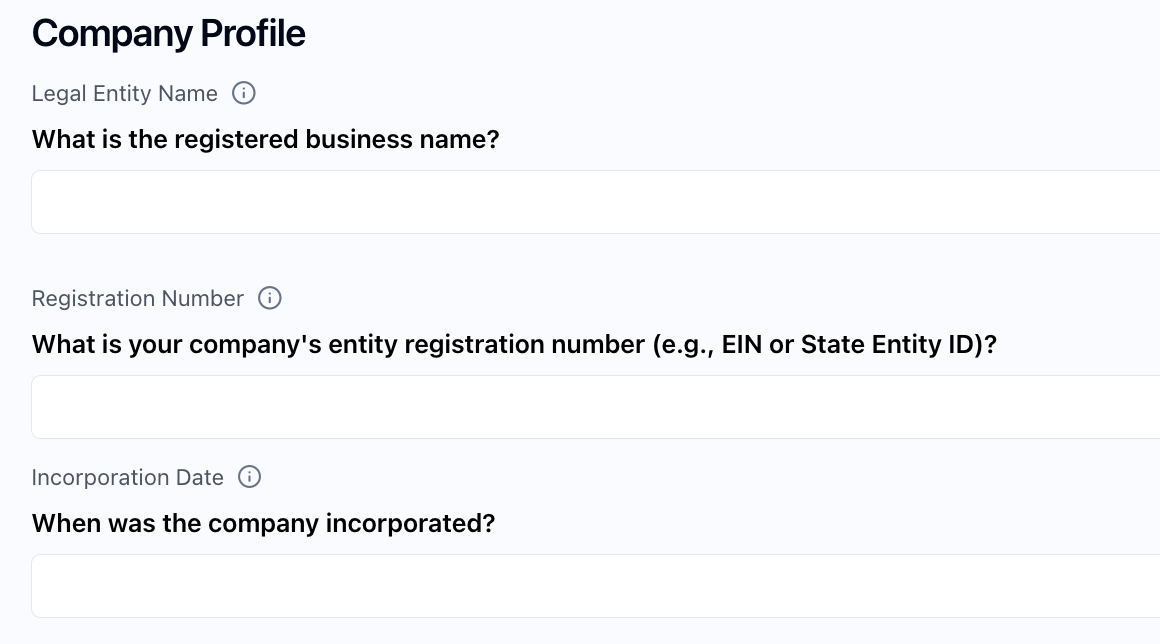 Company Profile
Legal Entity Name
What is the registered business name?
Registration Number
What is your company's entity registration number (e.g., EIN or State Entity ID)?
Incorporation Date
When was the company incorporated?